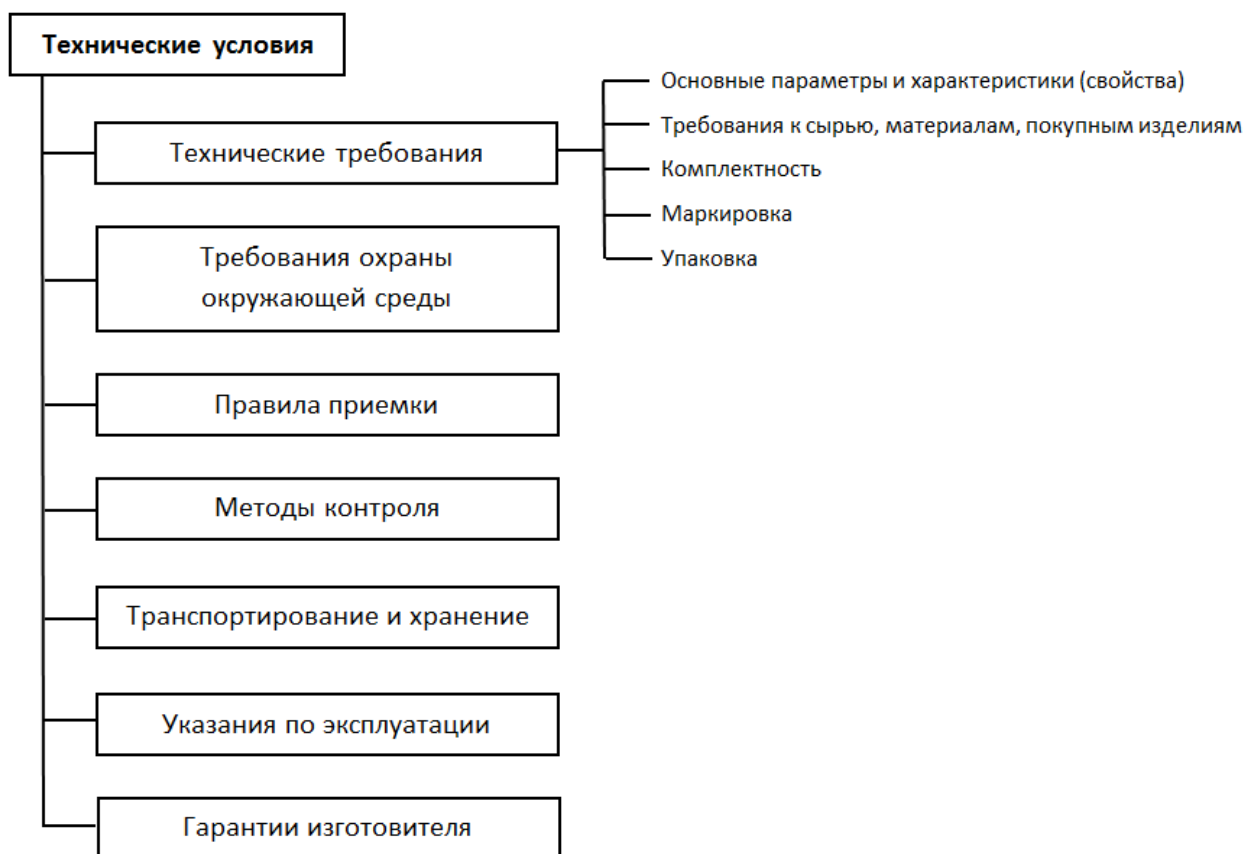 Технические условия
Технические требования
Основные параметры и характеристики (свойства)
Требования к сырью, материалам, покупным изделиям
Комплектность
Маркировка
Упаковка
Требования охраны
окружающей среды
Правила приемки
Методы контроля
Транспортирование и хранение
Указания по эксплуатации
Гарантии изготовителя